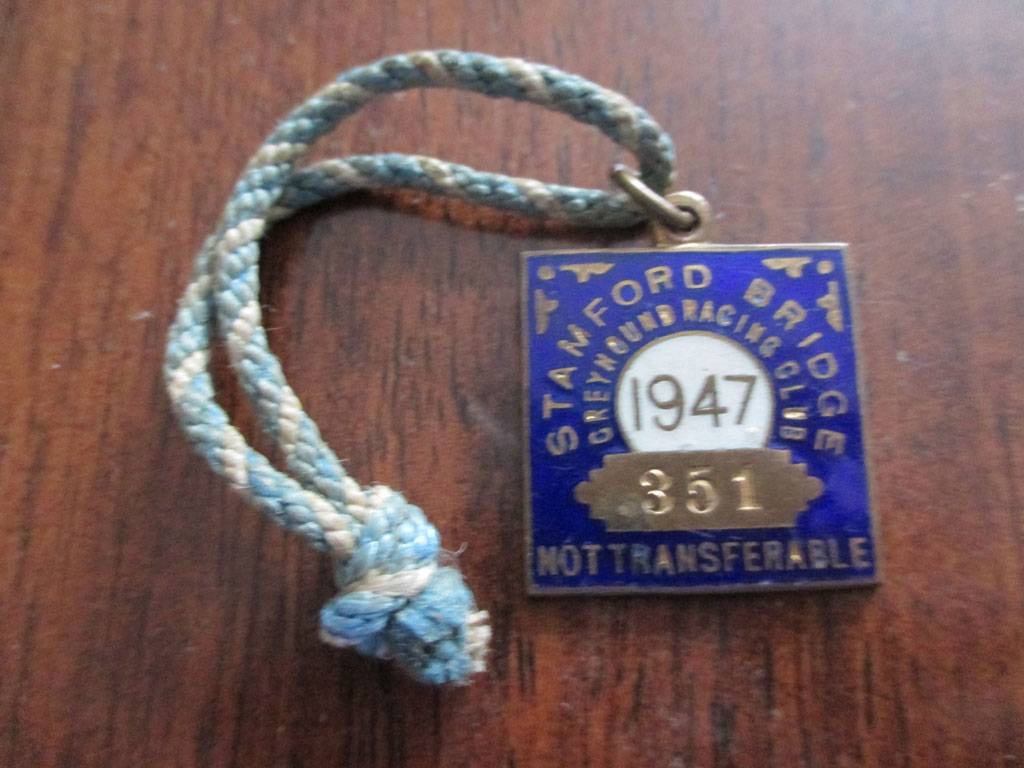 STAMFORD BRIDGE
GREYHOUND RACING CLUB
1947
351
NOT TRANSFERABLE